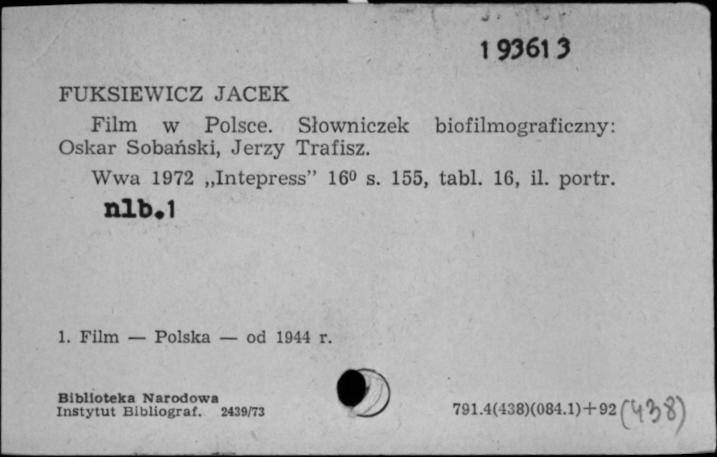 193613
FUKSIEWICZ JACEK
Film w Polsce. Słowniczek biofilmograficzny:
Oskar Sobański, Jerzy Trafisz.
Wwa 1972 „Intepress” 16⁰ s. 155, tabl. 16, il. portr.
nlb.1
1. Film — Polska — od 1944 r.
Biblioteka Narodowa
Instytut Bibliograf. 2439/73
791.4(438)(084.1)+92 (438)